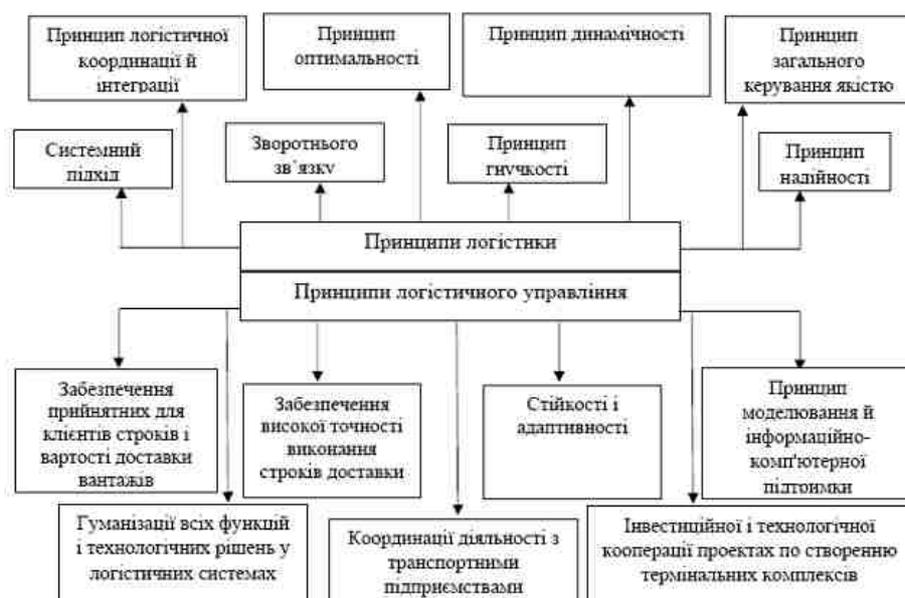 Принцип логістичної
координації й
інтеграції
Принцип
оптимальності
Принцип динамічності
Принцип
загального
керування якістю
Системний
підхід
Зворотнього
зв`язку
Принцип
гнучкості
Принцип
надійності
Принципи логістики
Принципи логістичного управління
Забезпечення
прийнятних для
клієнтів строків і
вартості доставки
вантажів
Забезпечення
високої точності
виконання
строків доставки
Стійкості і
адаптивності
Принцип
моделювання й
інформаційно-
комп'ютерної
підтоимки
Гуманізації всіх функцій
і технологічних рішень у
логістичних системах
Координації діяльності з
транспортними
підприємствами
Інвестиційної і технологічної
кооперації проектах по створенню
термінальних комплексів